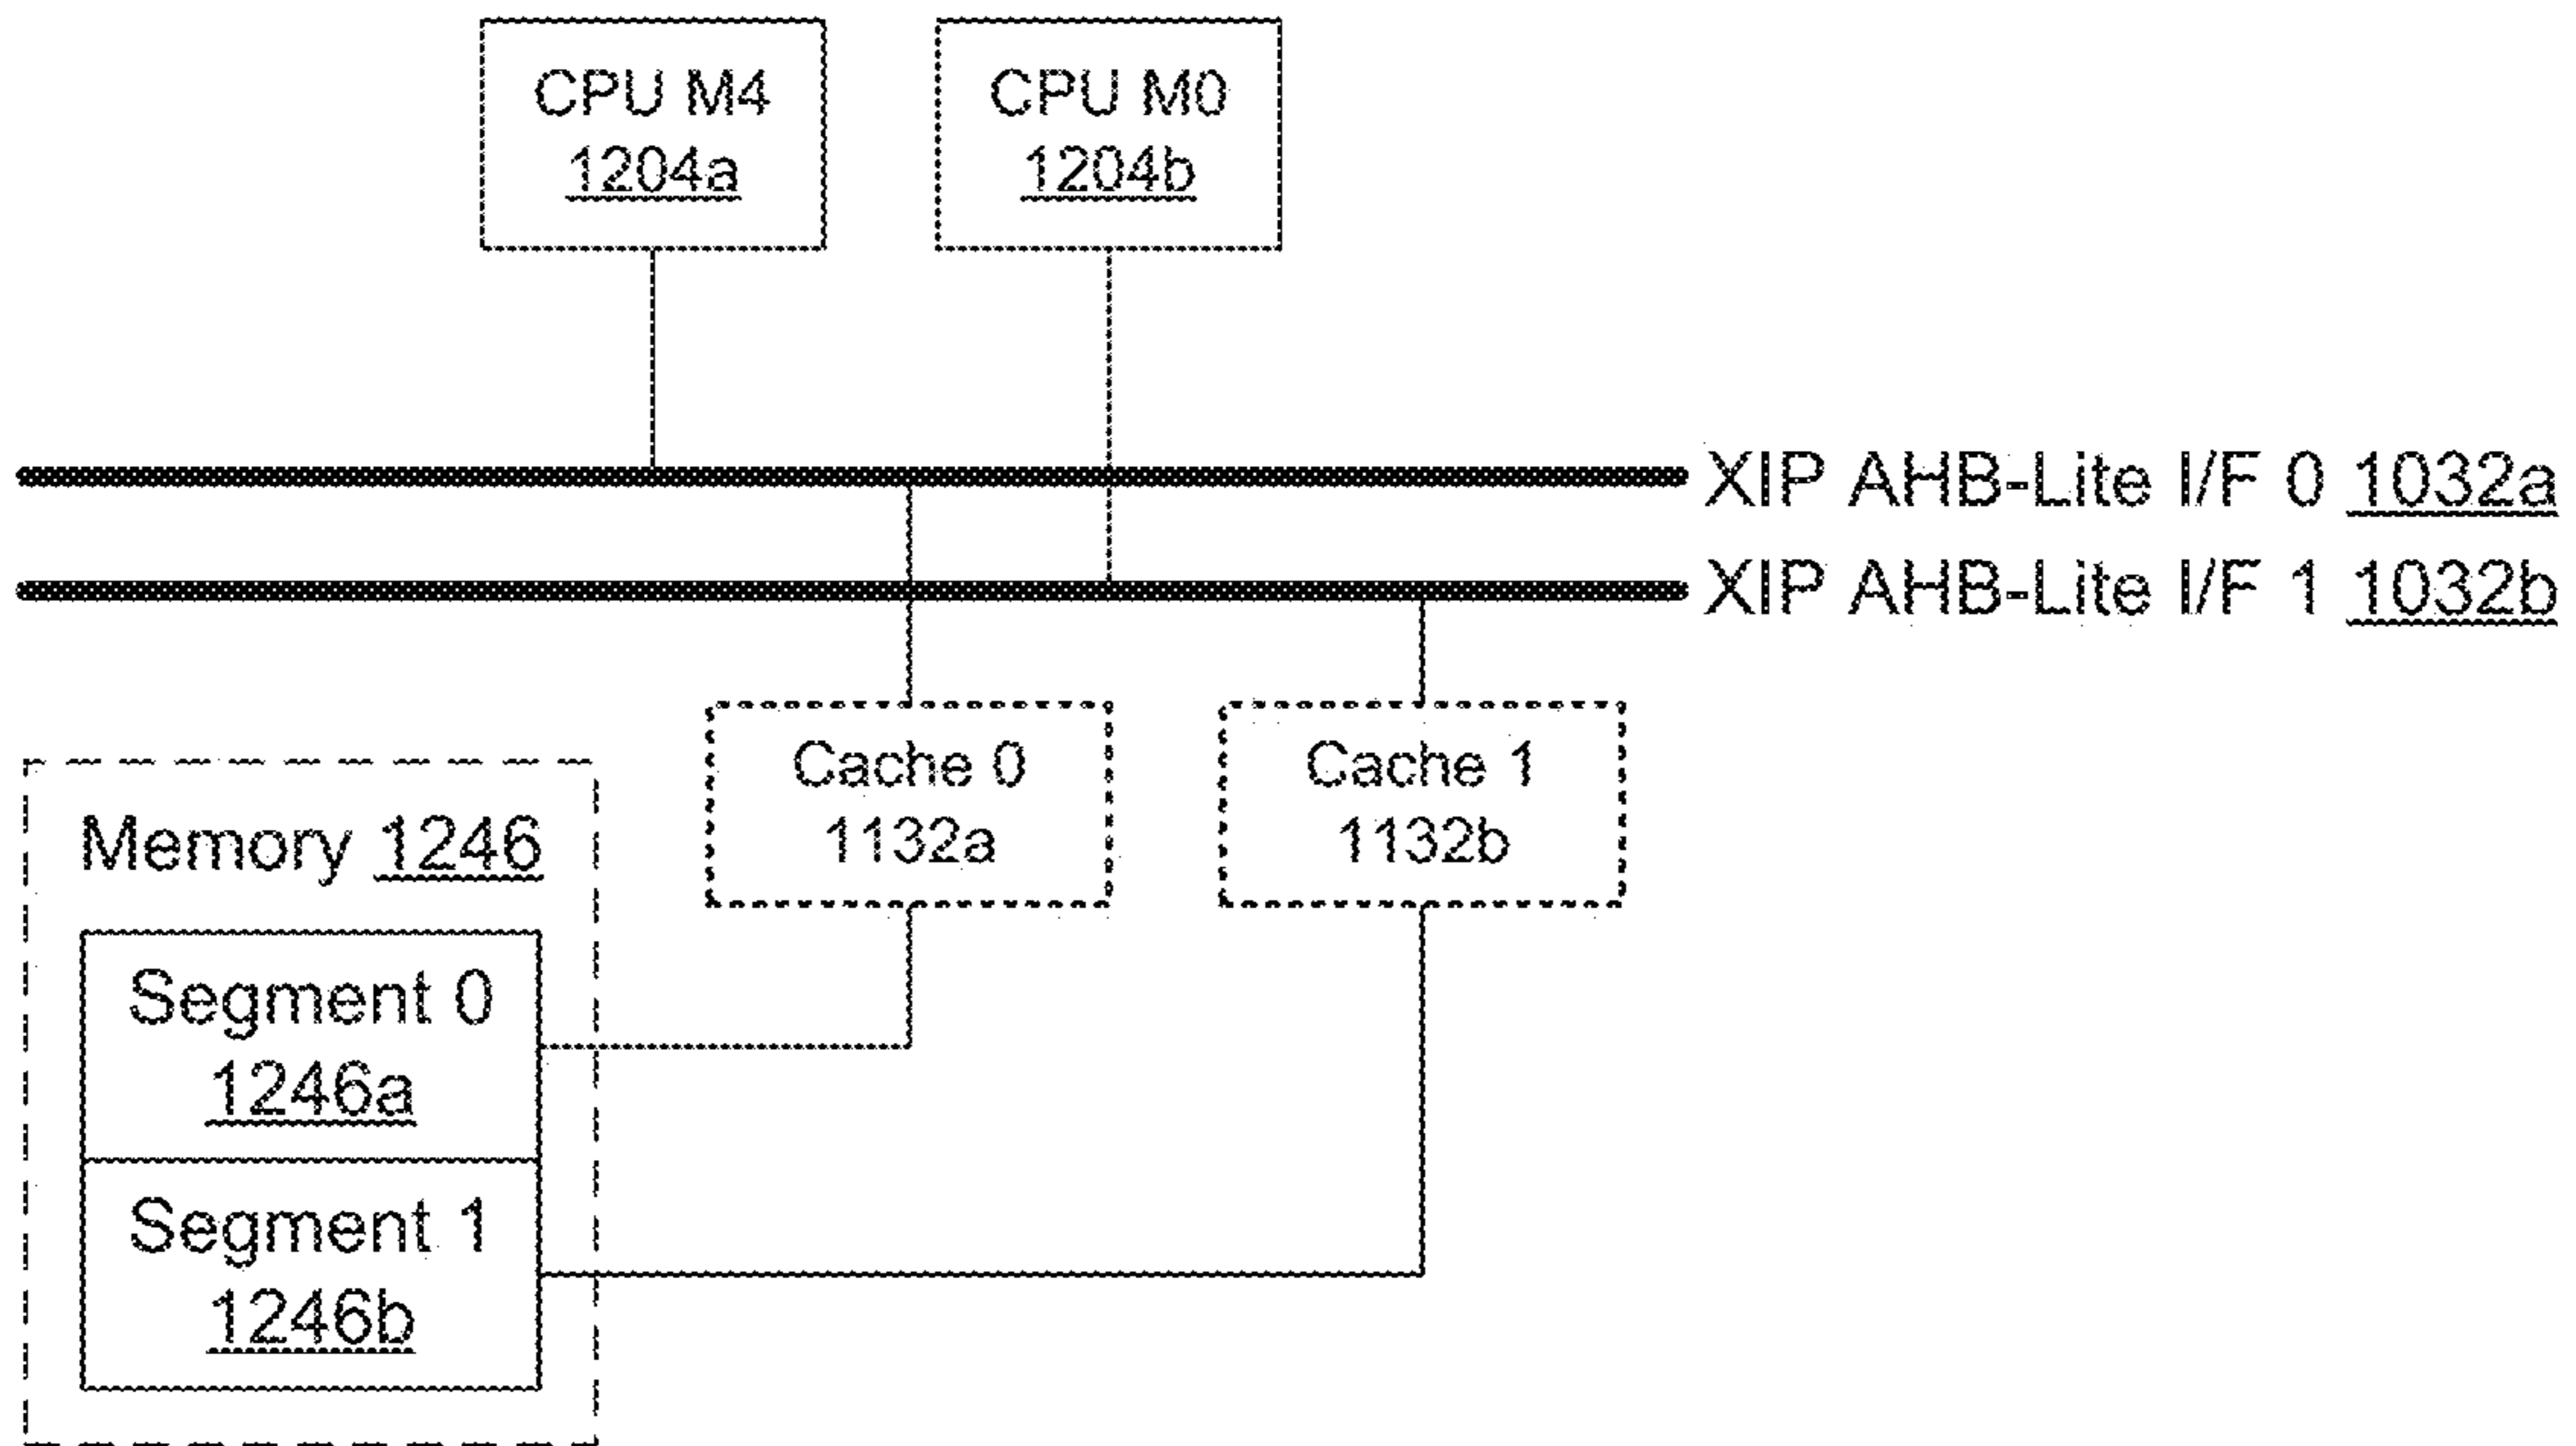 CPU M4
1204a
CPU M0
1204b
XIP AHB-Lite I/F 0 1032a
XIP AHB-Lite I/F 1 1032b
Cache 0
1132a
Cache 1
1132b
Memory 1246
Segment 0
1246a
Segment 1
1246b